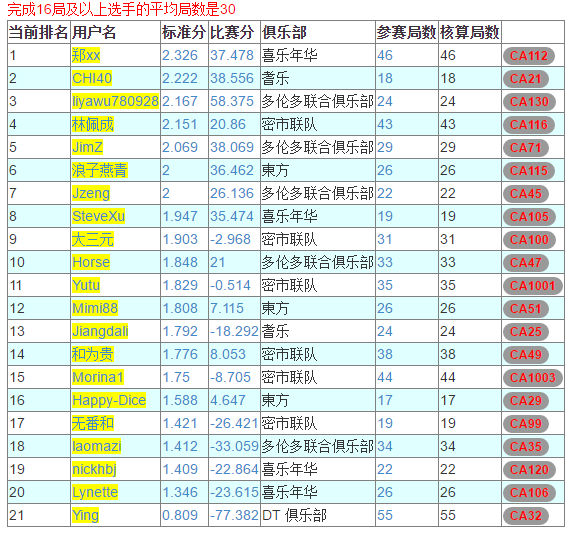 完成16局及以上选手的平均局数是30
当前排名 用户名 标准分 比赛分 俱乐部 参赛局数 核算局数
1 郑xx 2.326 37.478 喜乐年华 46 46 CA112
2 CHI40 2.222 38.556 耋乐 18 18 CA21
3 liyawu780928 2.167 58.375 多伦多联合俱乐部 24 24 CA130
4 林佩成 2.151 20.86 密市联队 43 43 CA116
5 JimZ 2.069 38.069 多伦多联合俱乐部 29 29 CA71
6 浪子燕青 2 36.462 東方 26 26 CA115
7 Jzeng 2 26.136 多伦多联合俱乐部 22 22 CA45
8 SteveXu 1.947 35.474 喜乐年华 19 19 CA105
9 大三元 1.903 -2.968 密市联队 31 31 CA100
10 Horse 1.848 21 多伦多联合俱乐部 33 33 CA47
11 Yutu 1.829 -0.514 密市联队 35 35 CA1001
12 Mimi88 1.808 7.115 東方 26 26 CA51
13 Jiangdali 1.792 -18.292 耋乐 24 24 CA25
14 和为贵 1.776 8.053 密市联队 38 38 CA49
15 Morina1 1.75 -8.705 密市联队 44 44 CA1003
16 Happy-Dice 1.588 4.647 東方 17 17 CA29
17 无番和 1.421 -26.421 密市联队 19 19 CA99
18 laomazi 1.412 -33.059 多伦多联合俱乐部 34 34 CA35
19 nickhbj 1.409 -22.864 喜乐年华 22 22 CA120
20 Lynette 1.346 -23.615 喜乐年华 26 26 CA106
21 Ying 0.809 -77.382 DT 俱乐部 55 55 CA32